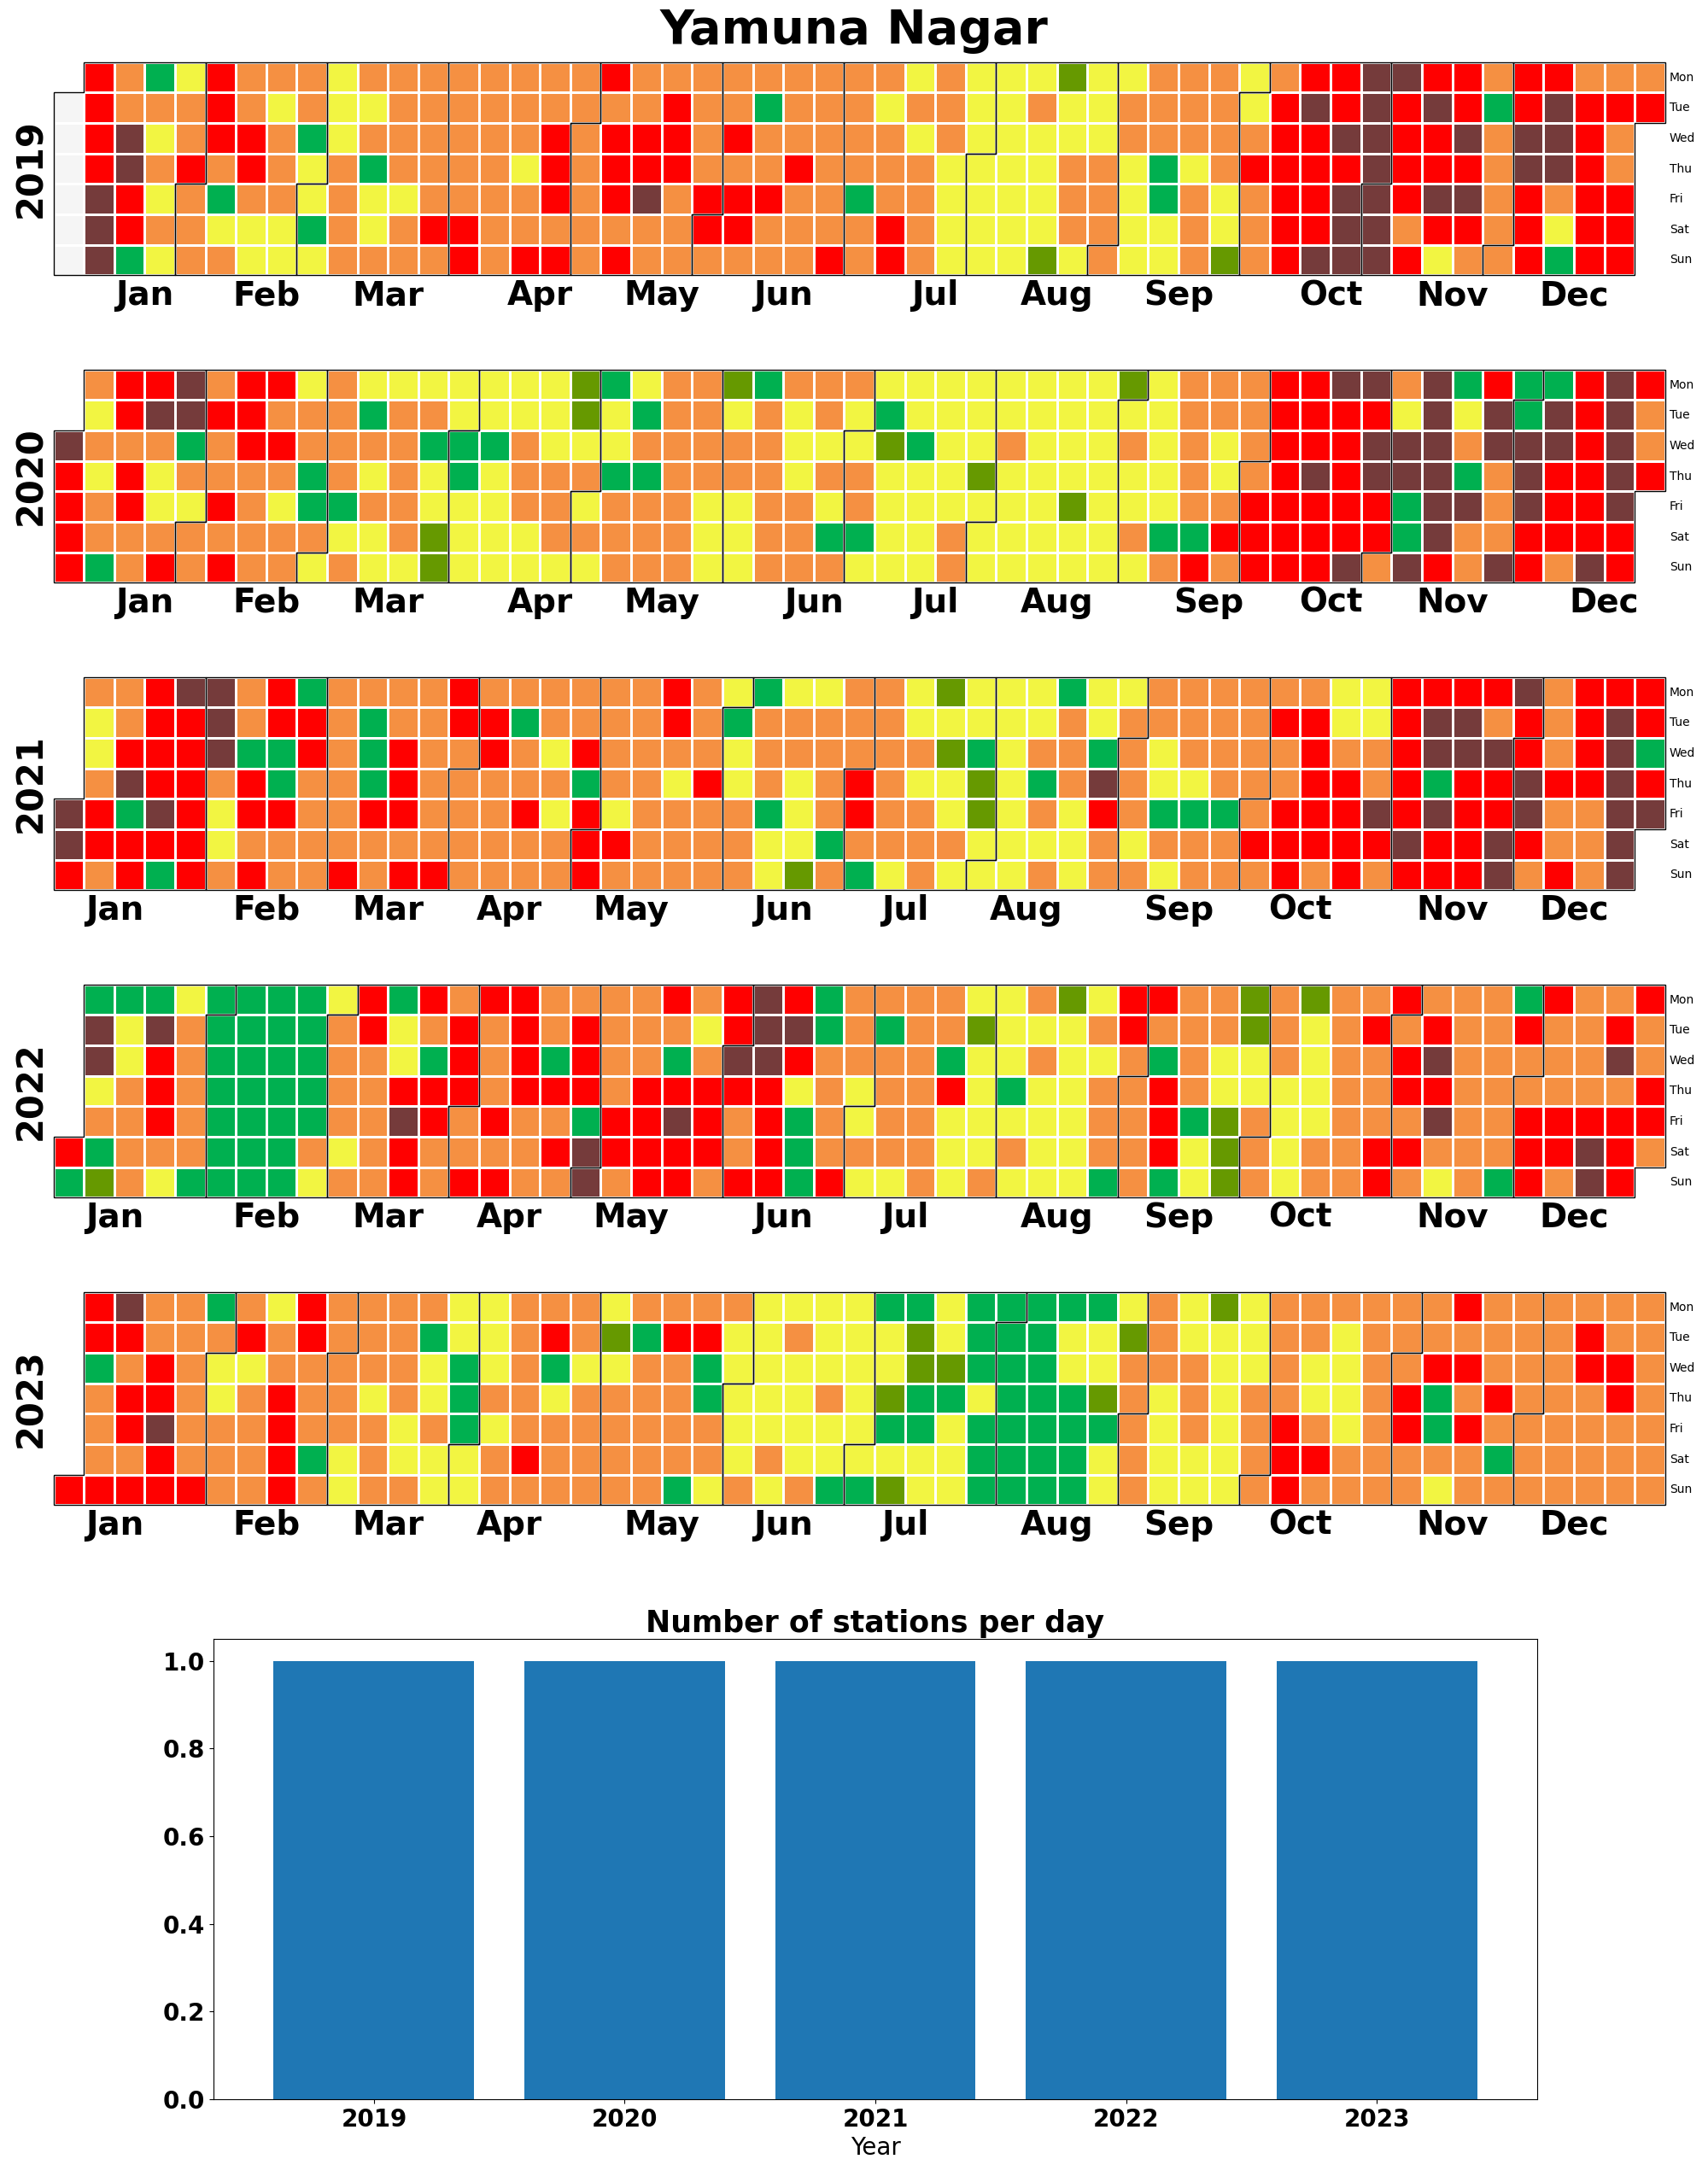 Yamuna Nagar
2019
Mon
Tue
Wed
Thu
Fri
Sat
Sun
Jan Feb Mar Apr May Jun Jul Aug Sep Oct Nov Dec
2020
Mon
Tue
Wed
Thu
Fri
Sat
Sun
Jan Feb Mar Apr May Jun Jul Aug Sep Oct Nov Dec
2021
Mon
Tue
Wed
Thu
Fri
Sat
Sun
Jan Feb Mar Apr May Jun Jul Aug Sep Oct Nov Dec
2022
Mon
Tue
Wed
Thu
Fri
Sat
Sun
Jan Feb Mar Apr May Jun Jul Aug Sep Oct Nov Dec
2023
Mon
Tue
Wed
Thu
Fri
Sat
Sun
Jan Feb Mar Apr May Jun Jul Aug Sep Oct Nov Dec
Number of stations per day
1.0
0.8
0.6
0.4
0.2
0.0
2019 2020 2021 2022 2023
Year